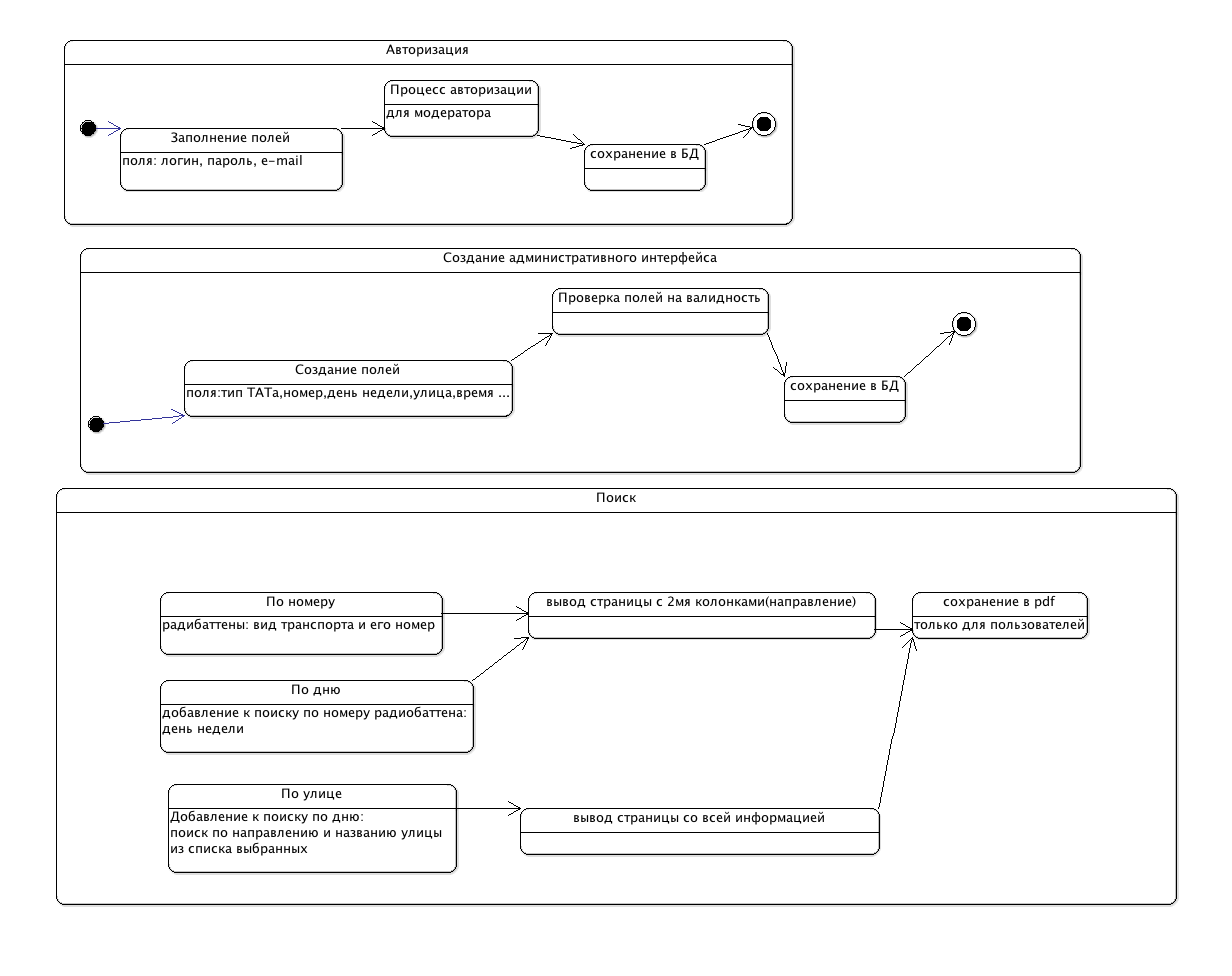 Авторизация
Процесс авторизации
для модератора
Заполнение полей
поля: логин, пароль, e-mail
сохранение в БД
Создание административного интерфейса
Проверка полей на валидность
Создание полей
поля:тип ТАТа,номер,день недели,улица,время ...
сохранение в БД
Поиск
По номеру
радибаттены: вид транспорта и его номер
вывод страницы с 2мя колонками(направление)
сохранение в pdf
только для пользователей
По дню
добавление к поиску по номеру радиобаттена:
день недели
По улице
Добавление к поиску по дню:
поиск по направлению и названию улицы
из списка выбранных
вывод страницы со всей информацией